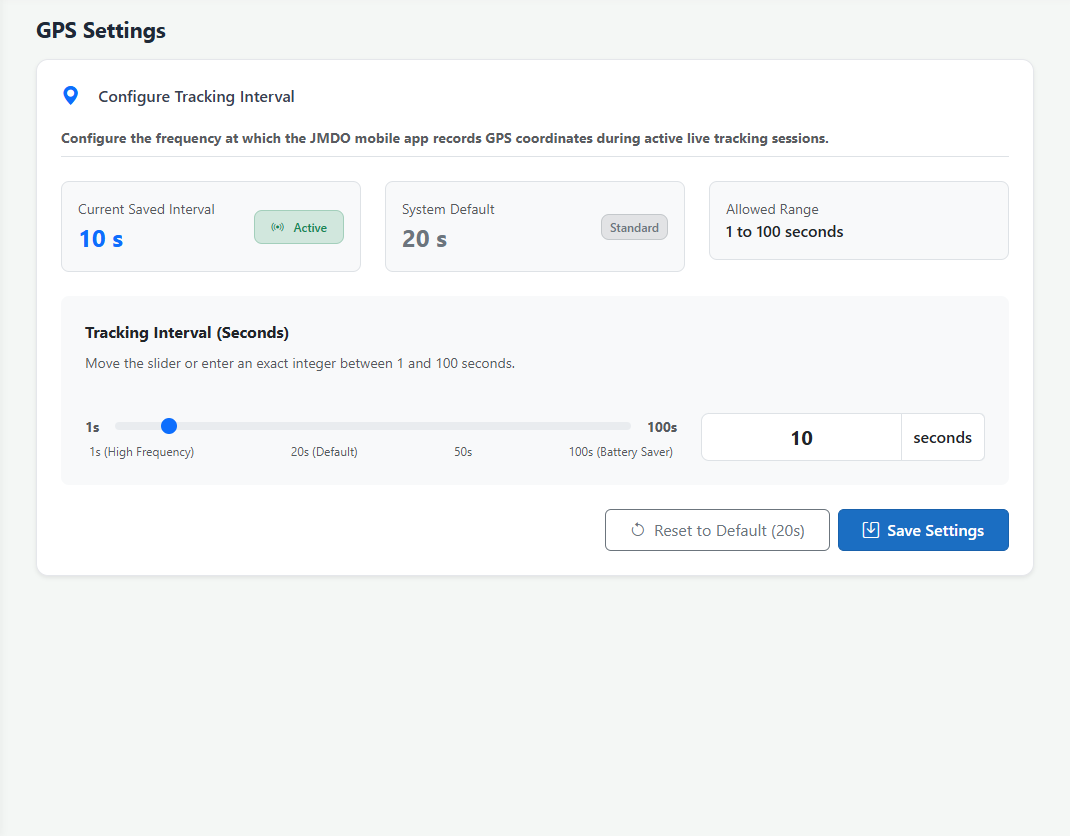 GPS Settings
Configure Tracking Interval
Configure the frequency at which the JMDO mobile app records GPS coordinates during active live tracking sessions.
Current Saved Interval
10 s
Active
System Default
20 s
Standard
Allowed Range
1 to 100 seconds
Tracking Interval (Seconds)
Move the slider or enter an exact integer between 1 and 100 seconds.
1s
100s
1s (High Frequency)
20s (Default)
50s
100s (Battery Saver)
10
seconds
Reset to Default (20s)
Save Settings